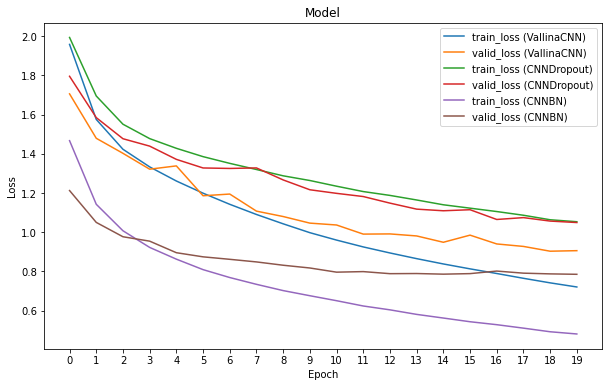 Model
train_loss (VallinaCNN)
valid_loss (VallinaCNN)
train_loss (CNNDropout)
valid_loss (CNNDropout)
train_loss (CNNBN)
valid_loss (CNNBN)
2.0
1.8
1.6
1.4
1.2
1.0
0.8
0.6
Loss
0 1 2 3 4 5 6 7 8 9 10 11 12 13 14 15 16 17 18 19
Epoch